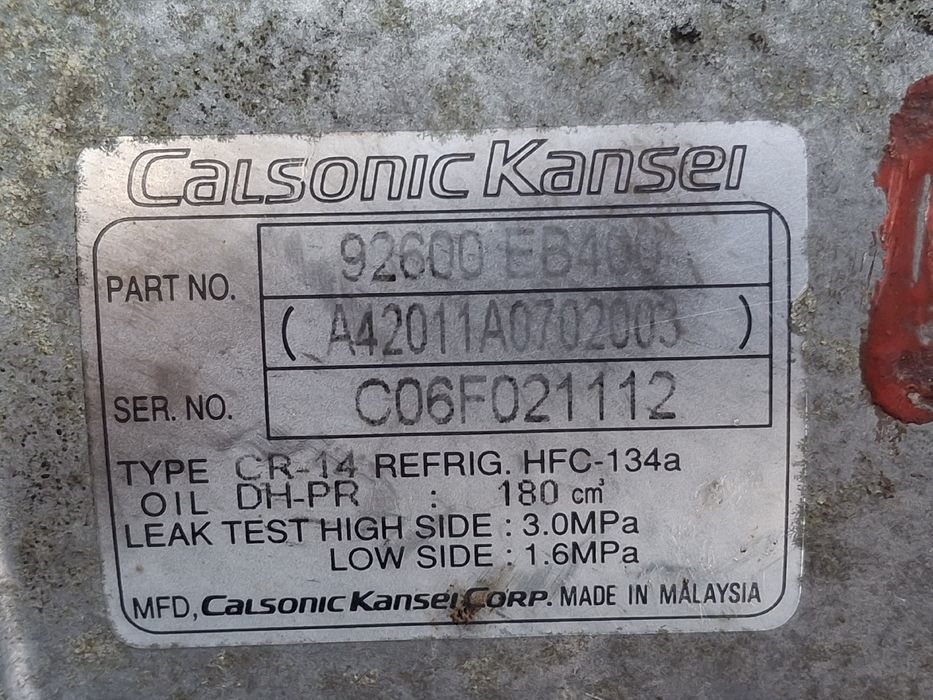 Calsonic Kansei
PART NO. 92600 EB400
( A42011A0702003 )
SER. NO. C06F021112
TYPE CR-14 REFRIG. HFC-134a
OIL DH-PR : 180 cm³
LEAK TEST HIGH SIDE : 3.0MPa
LOW SIDE : 1.6MPa
MFD, Calsonic Kansei Corp. MADE IN MALAYSIA